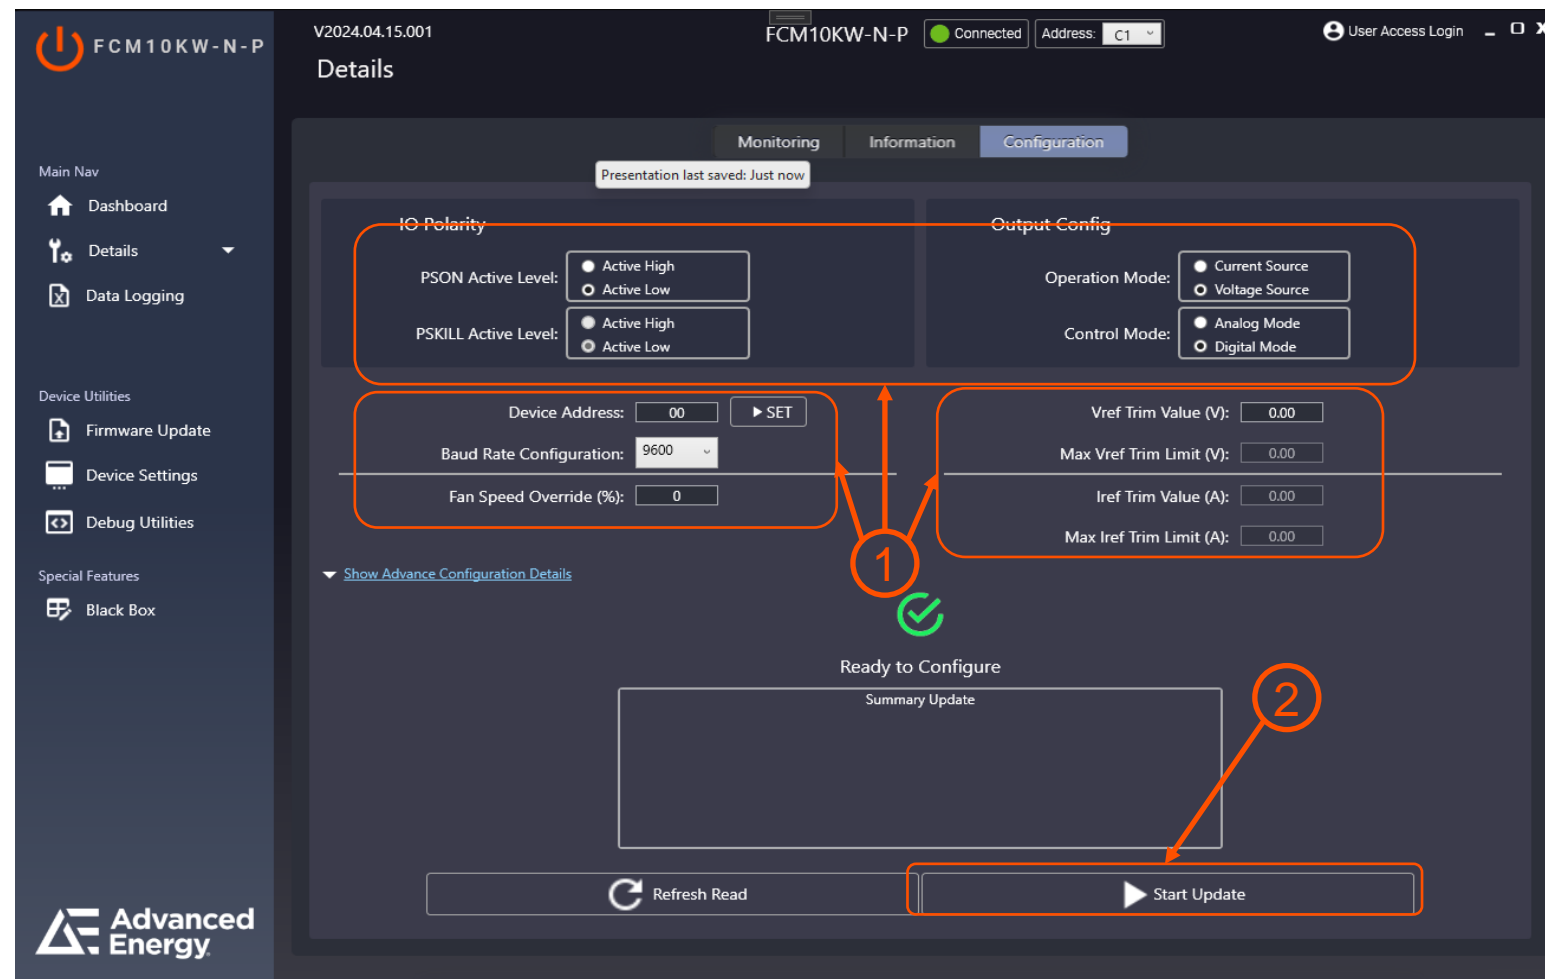 FCM10KW-N-P
V2024.04.15.001
FCM10KW-N-P
Connected
Address: C1
User Access Login
Details
Monitoring
Information
Configuration
Presentation last saved: Just now
Main Nav
Dashboard
Details
Data Logging
Device Utilities
Firmware Update
Device Settings
Debug Utilities
Special Features
Black Box
IO Polarity
PSON Active Level:
Active High
Active Low
PSKILL Active Level:
Active High
Active Low
Output Config
Operation Mode:
Current Source
Voltage Source
Control Mode:
Analog Mode
Digital Mode
Device Address: 00
SET
Baud Rate Configuration: 9600
Fan Speed Override (%): 0
Vref Trim Value (V): 0.00
Max Vref Trim Limit (V): 0.00
Iref Trim Value (A): 0.00
Max Iref Trim Limit (A): 0.00
1
Show Advance Configuration Details
Ready to Configure
Summary Update
2
Refresh Read
Start Update
Advanced
Energy